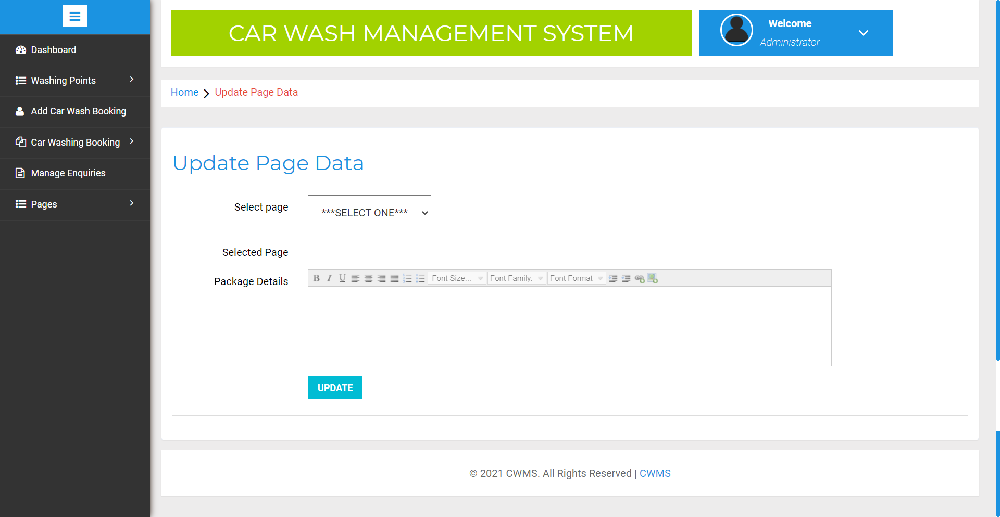 CAR WASH MANAGEMENT SYSTEM
Welcome
Administrator
Dashboard
Washing Points
Add Car Wash Booking
Car Washing Booking
Manage Enquiries
Pages
Home > Update Page Data
Update Page Data
Select page
***SELECT ONE***
Selected Page
Package Details
B I U Font Size... Font Family. Font Format
UPDATE
© 2021 CWMS. All Rights Reserved | CWMS